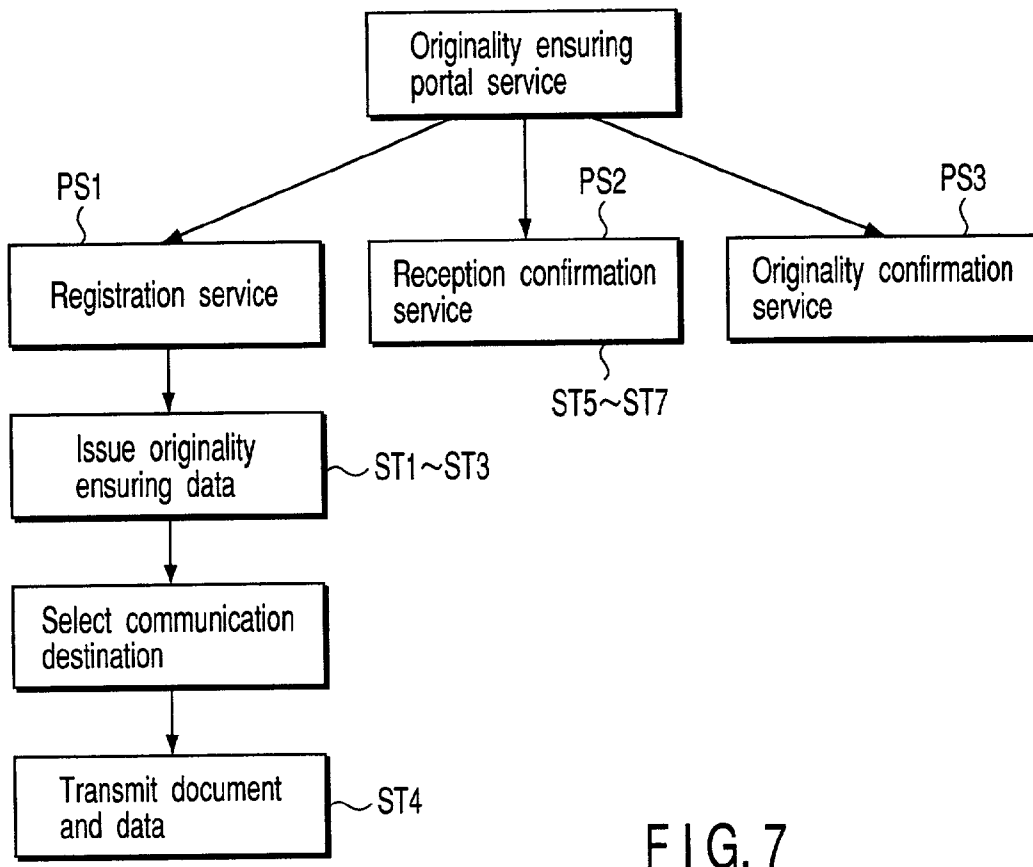 Originality ensuring
portal service
PS1
PS2
PS3
Registration service
Reception confirmation
service
Originality confirmation
service
ST5~ST7
Issue originality
ensuring data
ST1~ST3
Select communication
destination
Transmit document
and data
ST4
FIG. 7